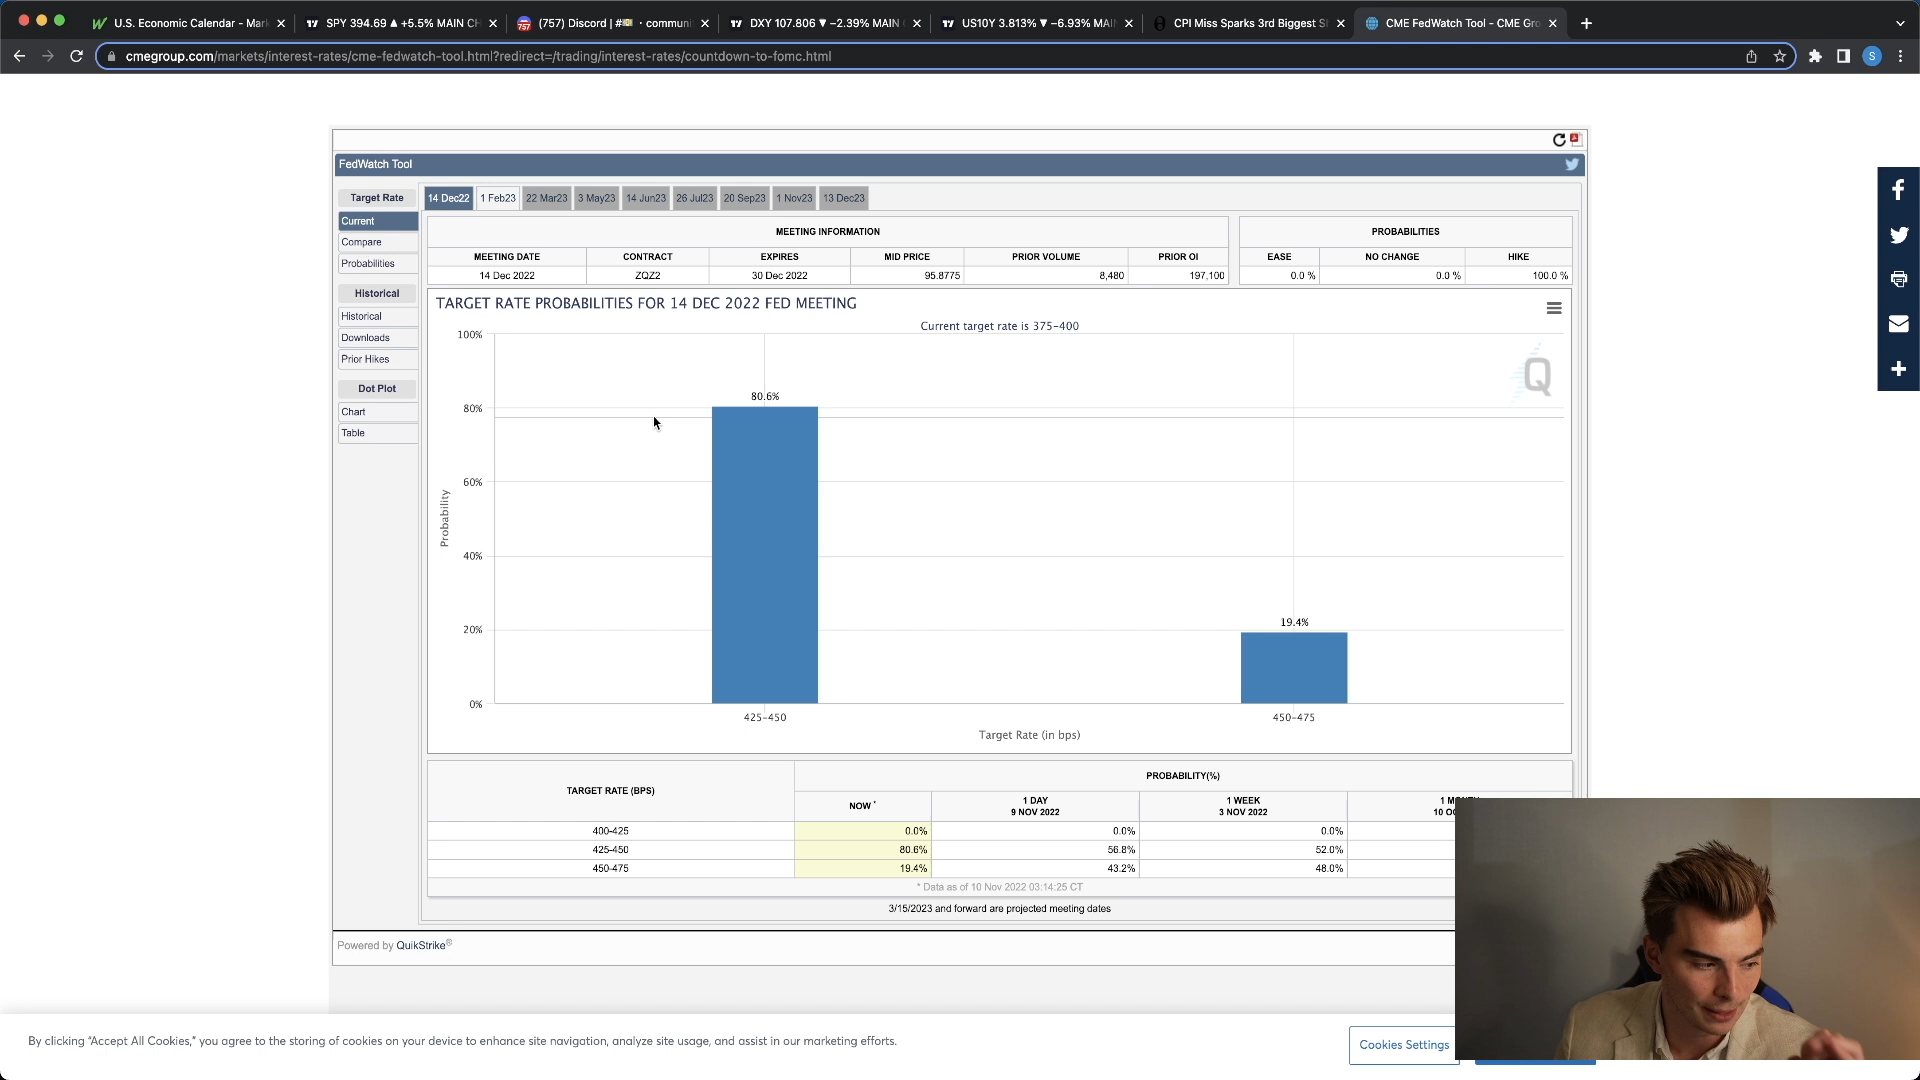 U.S. Economic Calendar - Mar
SPY 394.69 ▲ +5.5% MAIN CH
(757) Discord | #💵 · communi
DXY 107.806 ▼ −2.39% MAIN
US10Y 3.813% ▼ −6.93% MAI
CPI Miss Sparks 3rd Biggest S
CME FedWatch Tool - CME Gro
cmegroup.com/markets/interest-rates/cme-fedwatch-tool.html?redirect=/trading/interest-rates/countdown-to-fomc.html
S
FedWatch Tool
Target Rate
Current
Compare
Probabilities
Historical
Historical
Downloads
Prior Hikes
Dot Plot
Chart
Table
14 Dec22 1 Feb23 22 Mar23 3 May23 14 Jun23 26 Jul23 20 Sep23 1 Nov23 13 Dec23
MEETING INFORMATION
MEETING DATE CONTRACT EXPIRES MID PRICE PRIOR VOLUME PRIOR OI
14 Dec 2022 ZQZ2 30 Dec 2022 95.8775 8,480 197,100
PROBABILITIES
EASE NO CHANGE HIKE
0.0 % 0.0 % 100.0 %
TARGET RATE PROBABILITIES FOR 14 DEC 2022 FED MEETING
Current target rate is 375-400
Q
Probability
100%
80%
60%
40%
20%
0%
80.6%
19.4%
425-450
450-475
Target Rate (in bps)
TARGET RATE (BPS)
PROBABILITY(%)
NOW *
1 DAY
9 NOV 2022
1 WEEK
3 NOV 2022
1 M
10 O
400-425 0.0% 0.0% 0.0%
425-450 80.6% 56.8% 52.0%
450-475 19.4% 43.2% 48.0%
* Data as of 10 Nov 2022 03:14:25 CT
3/15/2023 and forward are projected meeting dates
Powered by QuikStrike®
By clicking “Accept All Cookies,” you agree to the storing of cookies on your device to enhance site navigation, analyze site usage, and assist in our marketing efforts.
Cookies Settings